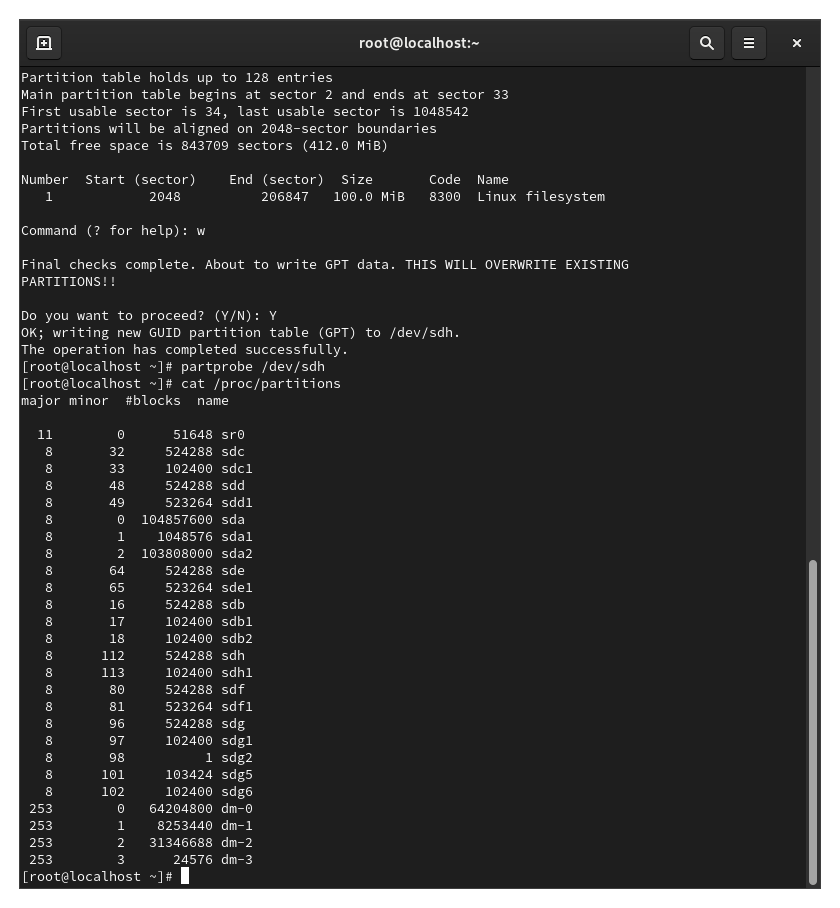 root@localhost:~
Partition table holds up to 128 entries
Main partition table begins at sector 2 and ends at sector 33
First usable sector is 34, last usable sector is 1048542
Partitions will be aligned on 2048-sector boundaries
Total free space is 843709 sectors (412.0 MiB)
Number  Start (sector)    End (sector)  Size       Code  Name
   1            2048          206847   100.0 MiB   8300  Linux filesystem
Command (? for help): w
Final checks complete. About to write GPT data. THIS WILL OVERWRITE EXISTING
PARTITIONS!!
Do you want to proceed? (Y/N): Y
OK; writing new GUID partition table (GPT) to /dev/sdh.
The operation has completed successfully.
[root@localhost ~]# partprobe /dev/sdh
[root@localhost ~]# cat /proc/partitions
major minor  #blocks  name
  11        0      51648 sr0
   8       32     524288 sdc
   8       33     102400 sdc1
   8       48     524288 sdd
   8       49     523264 sdd1
   8        0  104857600 sda
   8        1    1048576 sda1
   8        2  103808000 sda2
   8       64     524288 sde
   8       65     523264 sde1
   8       16     524288 sdb
   8       17     102400 sdb1
   8       18     102400 sdb2
   8      112     524288 sdh
   8      113     102400 sdh1
   8       80     524288 sdf
   8       81     523264 sdf1
   8       96     524288 sdg
   8       97     102400 sdg1
   8       98          1 sdg2
   8      101     103424 sdg5
   8      102     102400 sdg6
 253        0   64204800 dm-0
 253        1    8253440 dm-1
 253        2   31346688 dm-2
 253        3      24576 dm-3
[root@localhost ~]#